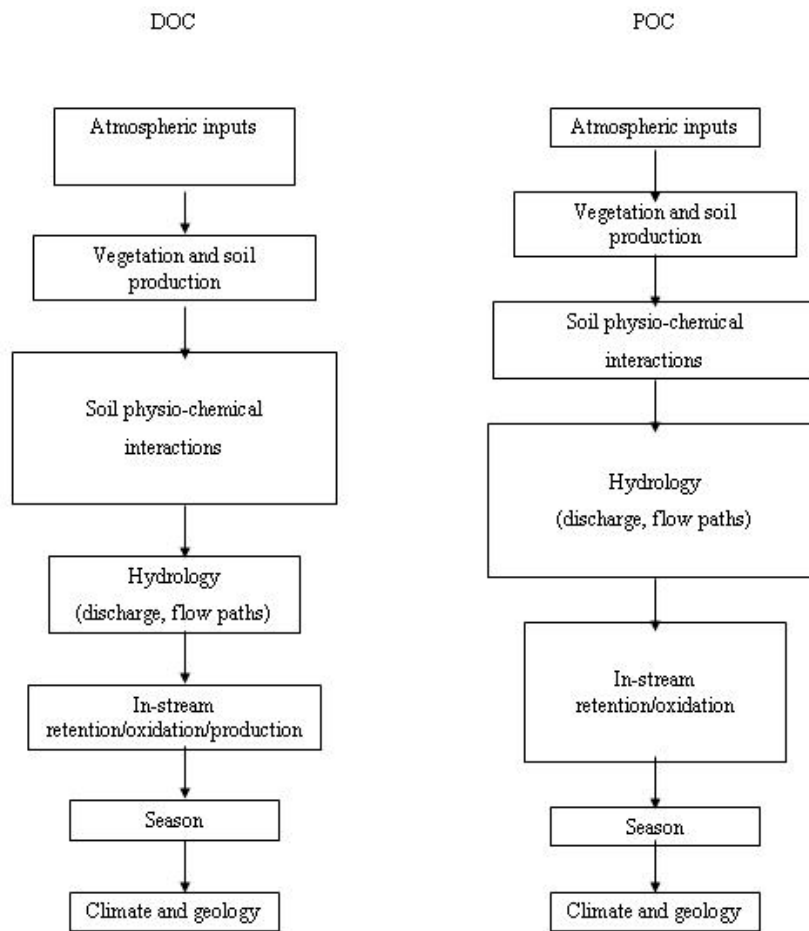 DOC
Atmospheric inputs
Vegetation and soil
production
Soil physio-chemical
interactions
Hydrology
(discharge, flow paths)
In-stream
retention/oxidation/production
Season
Climate and geology
POC
Atmospheric inputs
Vegetation and soil
production
Soil physio-chemical
interactions
Hydrology
(discharge, flow paths)
In-stream
retention/oxidation
Season
Climate and geology